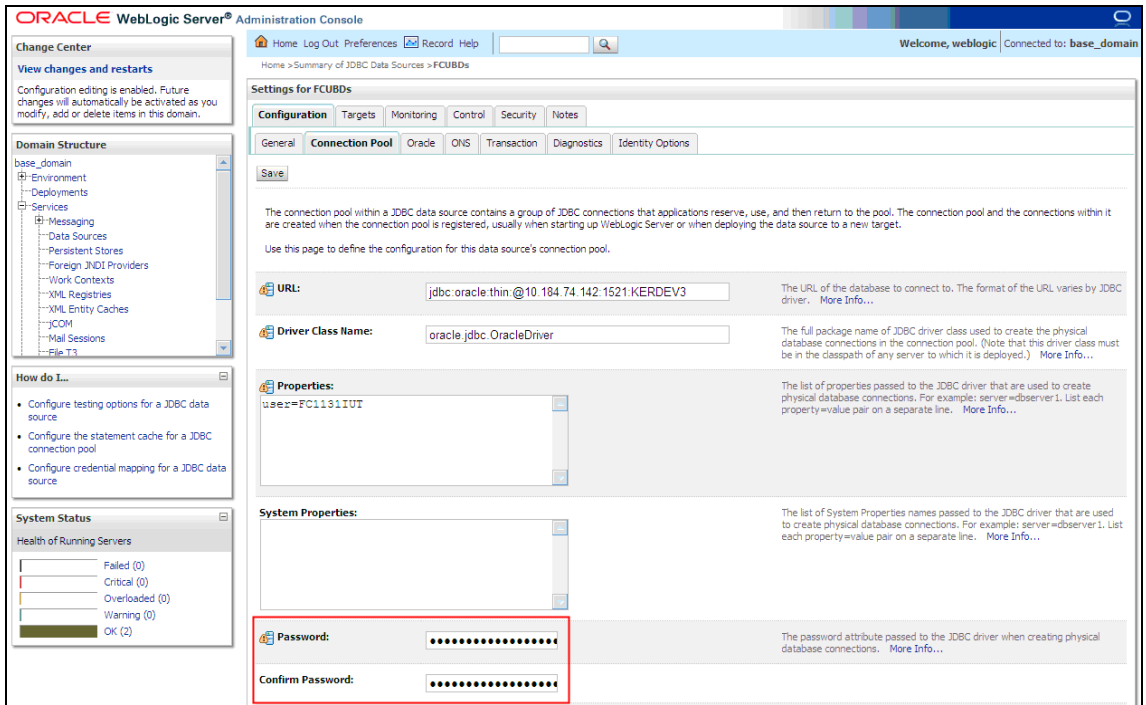 ORACLE WebLogic Server® Administration Console
Change Center
View changes and restarts
Configuration editing is enabled. Future
changes will automatically be activated as you
modify, add or delete items in this domain.
Domain Structure
base_domain
Environment
Deployments
Services
Messaging
Data Sources
Persistent Stores
Foreign JNDI Providers
Work Contexts
XML Registries
XML Entity Caches
jCOM
Mail Sessions
File T3
How do I...
Configure testing options for a JDBC data
source
Configure the statement cache for a JDBC
connection pool
Configure credential mapping for a JDBC data
source
System Status
Health of Running Servers
Failed (0)
Critical (0)
Overloaded (0)
Warning (0)
OK (2)
Home Log Out Preferences Record Help
Welcome, weblogic Connected to: base_domain
Home >Summary of JDBC Data Sources >FCUBDs
Settings for FCUBDs
Configuration Targets Monitoring Control Security Notes
General Connection Pool Oracle ONS Transaction Diagnostics Identity Options
Save
The connection pool within a JDBC data source contains a group of JDBC connections that applications reserve, use, and then return to the pool. The connection pool and the connections within it
are created when the connection pool is registered, usually when starting up WebLogic Server or when deploying the data source to a new target.
Use this page to define the configuration for this data source's connection pool.
URL:
jdbc:oracle:thin:@10.184.74.142:1521:KERDEV3
The URL of the database to connect to. The format of the URL varies by JDBC
driver. More Info...
Driver Class Name:
oracle.jdbc.OracleDriver
The full package name of JDBC driver class used to create the physical
database connections in the connection pool. (Note that this driver class must
be in the classpath of any server to which it is deployed.) More Info...
Properties:
user=FC1131IUT
The list of properties passed to the JDBC driver that are used to create
physical database connections. For example: server=dbserver1. List each
property=value pair on a separate line. More Info...
System Properties:
The list of System Properties names passed to the JDBC driver that are used
to create physical database connections. For example: server=dbserver1. List
each property=value pair on a separate line. More Info...
Password:
The password attribute passed to the JDBC driver when creating physical
database connections. More Info...
Confirm Password: